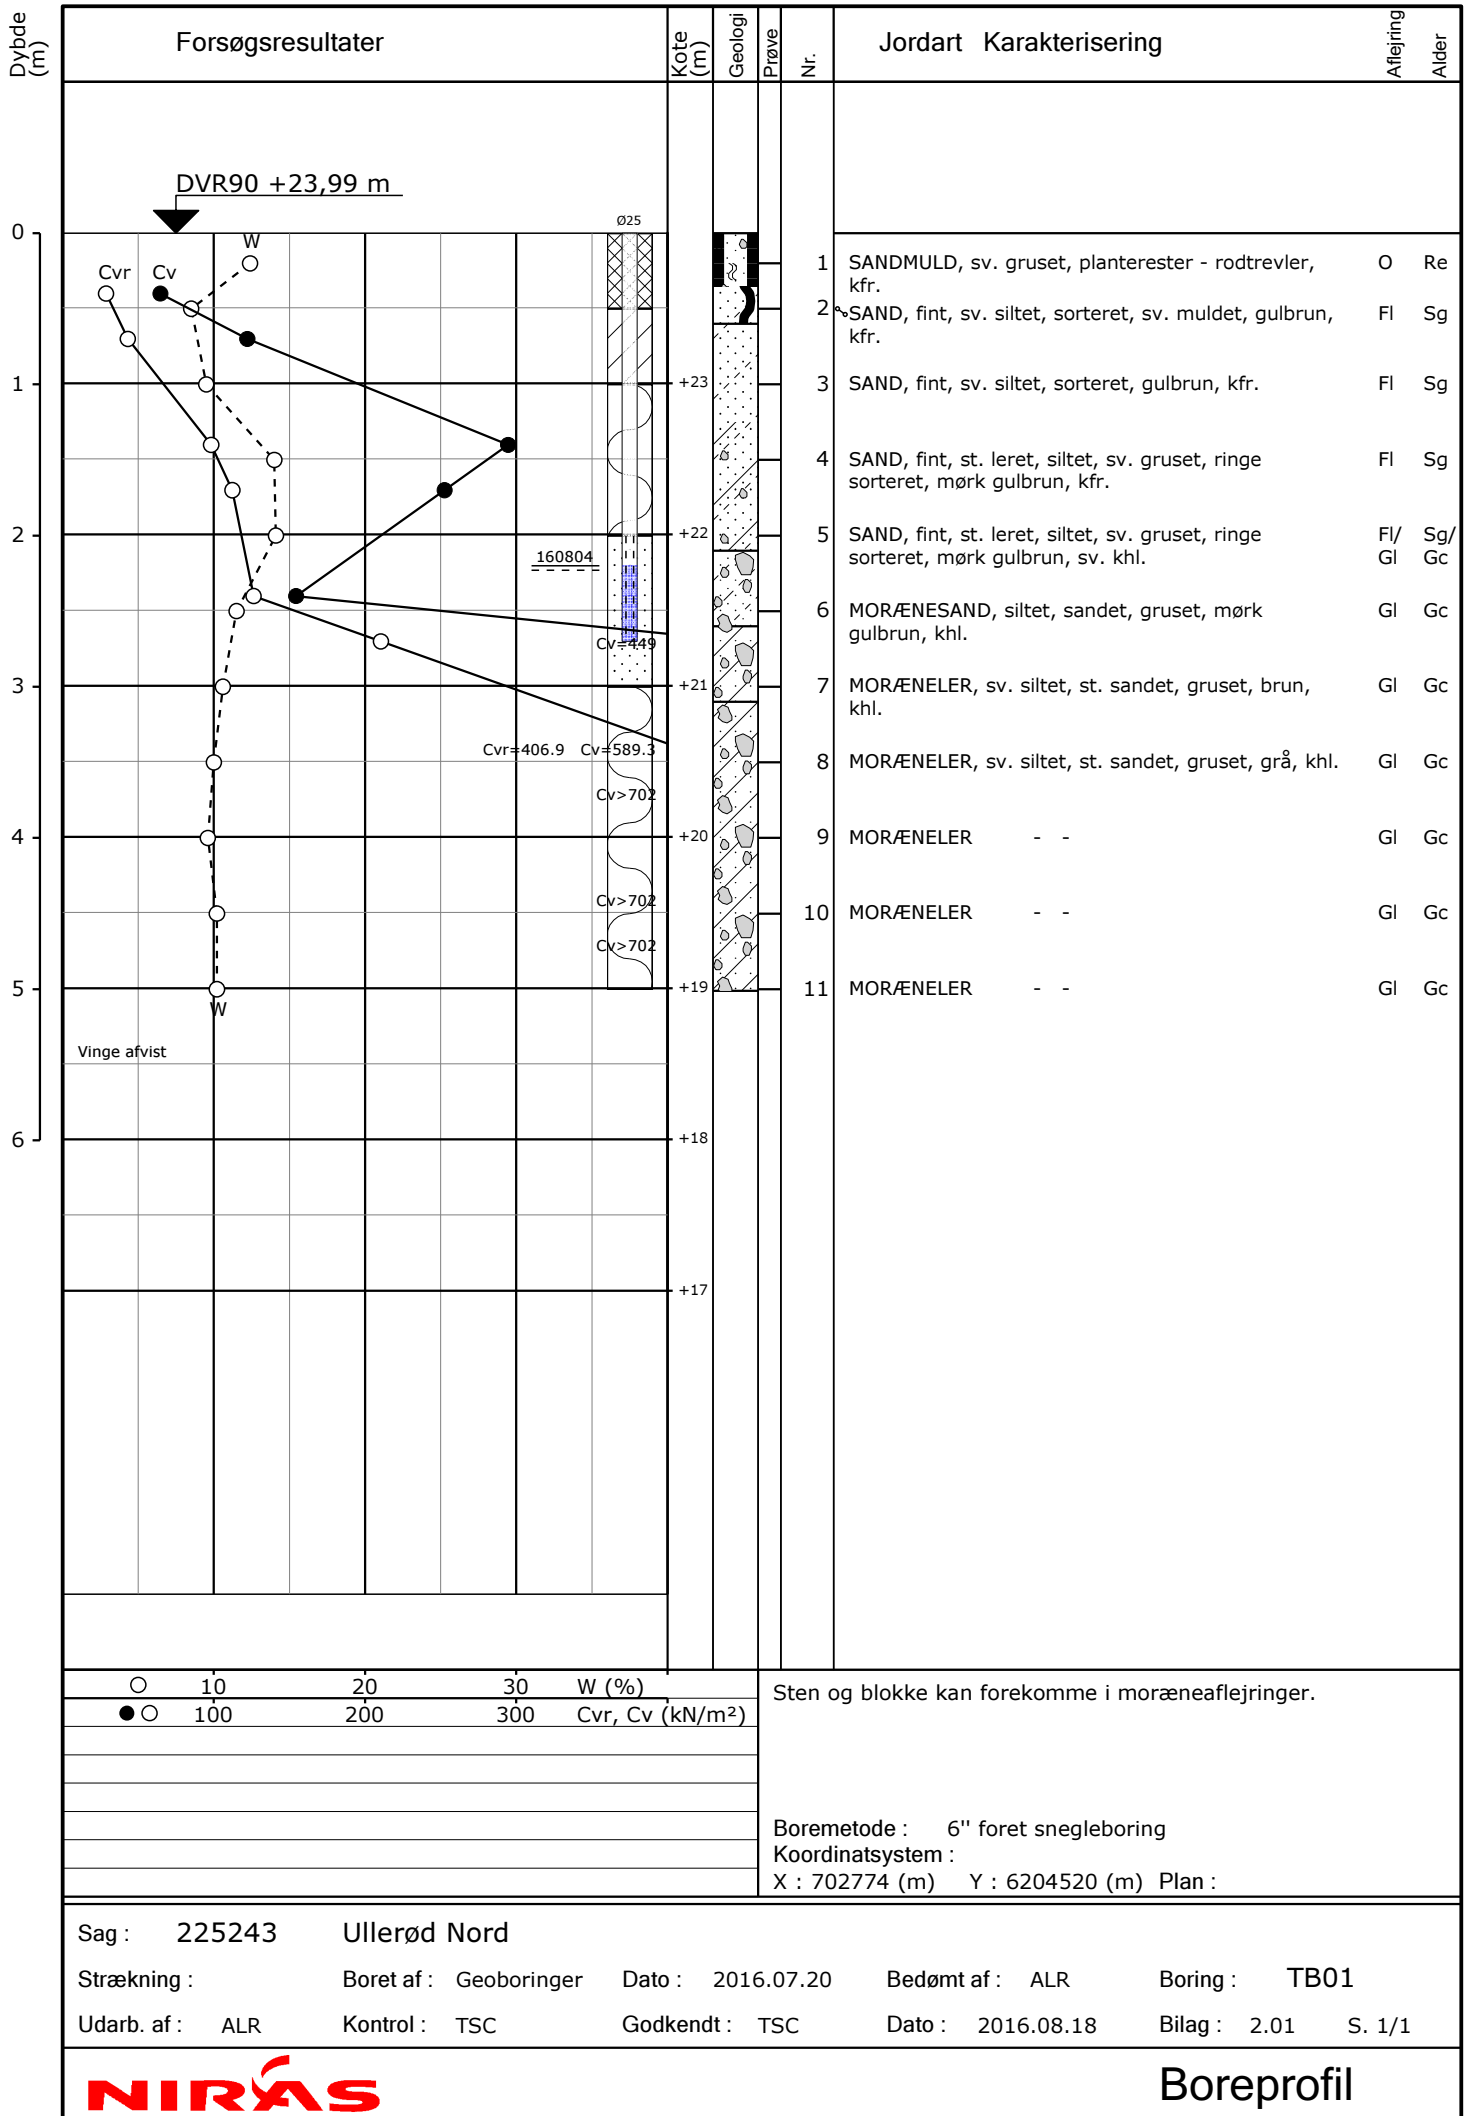 Dybde (m)
Forsøgsresultater
Kote (m)
Geologi
Prøve
Nr.
Jordart Karakterisering
Aflejring
Alder
DVR90 +23,99 m
Ø25
0
W
Cvr Cv
1 SANDMULD, sv. gruset, planterester - rodtrevler, O Re
kfr.
2 SAND, fint, sv. siltet, sorteret, sv. muldet, gulbrun, Fl Sg
kfr.
1 +23 3 SAND, fint, sv. siltet, sorteret, gulbrun, kfr. Fl Sg
4 SAND, fint, st. leret, siltet, sv. gruset, ringe Fl Sg
sorteret, mørk gulbrun, kfr.
2 +22 5 SAND, fint, st. leret, siltet, sv. gruset, ringe Fl/ Sg/
160804 sorteret, mørk gulbrun, sv. khl. Gl Gc
6 MORÆNESAND, siltet, sandet, gruset, mørk Gl Gc
gulbrun, khl.
Cv=449
3 +21 7 MORÆNELER, sv. siltet, st. sandet, gruset, brun, Gl Gc
khl.
Cvr=406.9 Cv=589.3
8 MORÆNELER, sv. siltet, st. sandet, gruset, grå, khl. Gl Gc
Cv>702
4 +20 9 MORÆNELER - - Gl Gc
Cv>702
10 MORÆNELER - - Gl Gc
Cv>702
5 +19 11 MORÆNELER - - Gl Gc
W
Vinge afvist
6 +18
+17
10 20 30 W (%)
100 200 300 Cvr, Cv (kN/m²)
Sten og blokke kan forekomme i moræneaflejringer.
Boremetode : 6'' foret snegleboring
Koordinatsystem :
X : 702774 (m) Y : 6204520 (m) Plan :
Sag : 225243 Ullerød Nord
Strækning : Boret af : Geoboringer Dato : 2016.07.20 Bedømt af : ALR Boring : TB01
Udarb. af : ALR Kontrol : TSC Godkendt : TSC Dato : 2016.08.18 Bilag : 2.01 S. 1/1
NIRAS
Boreprofil